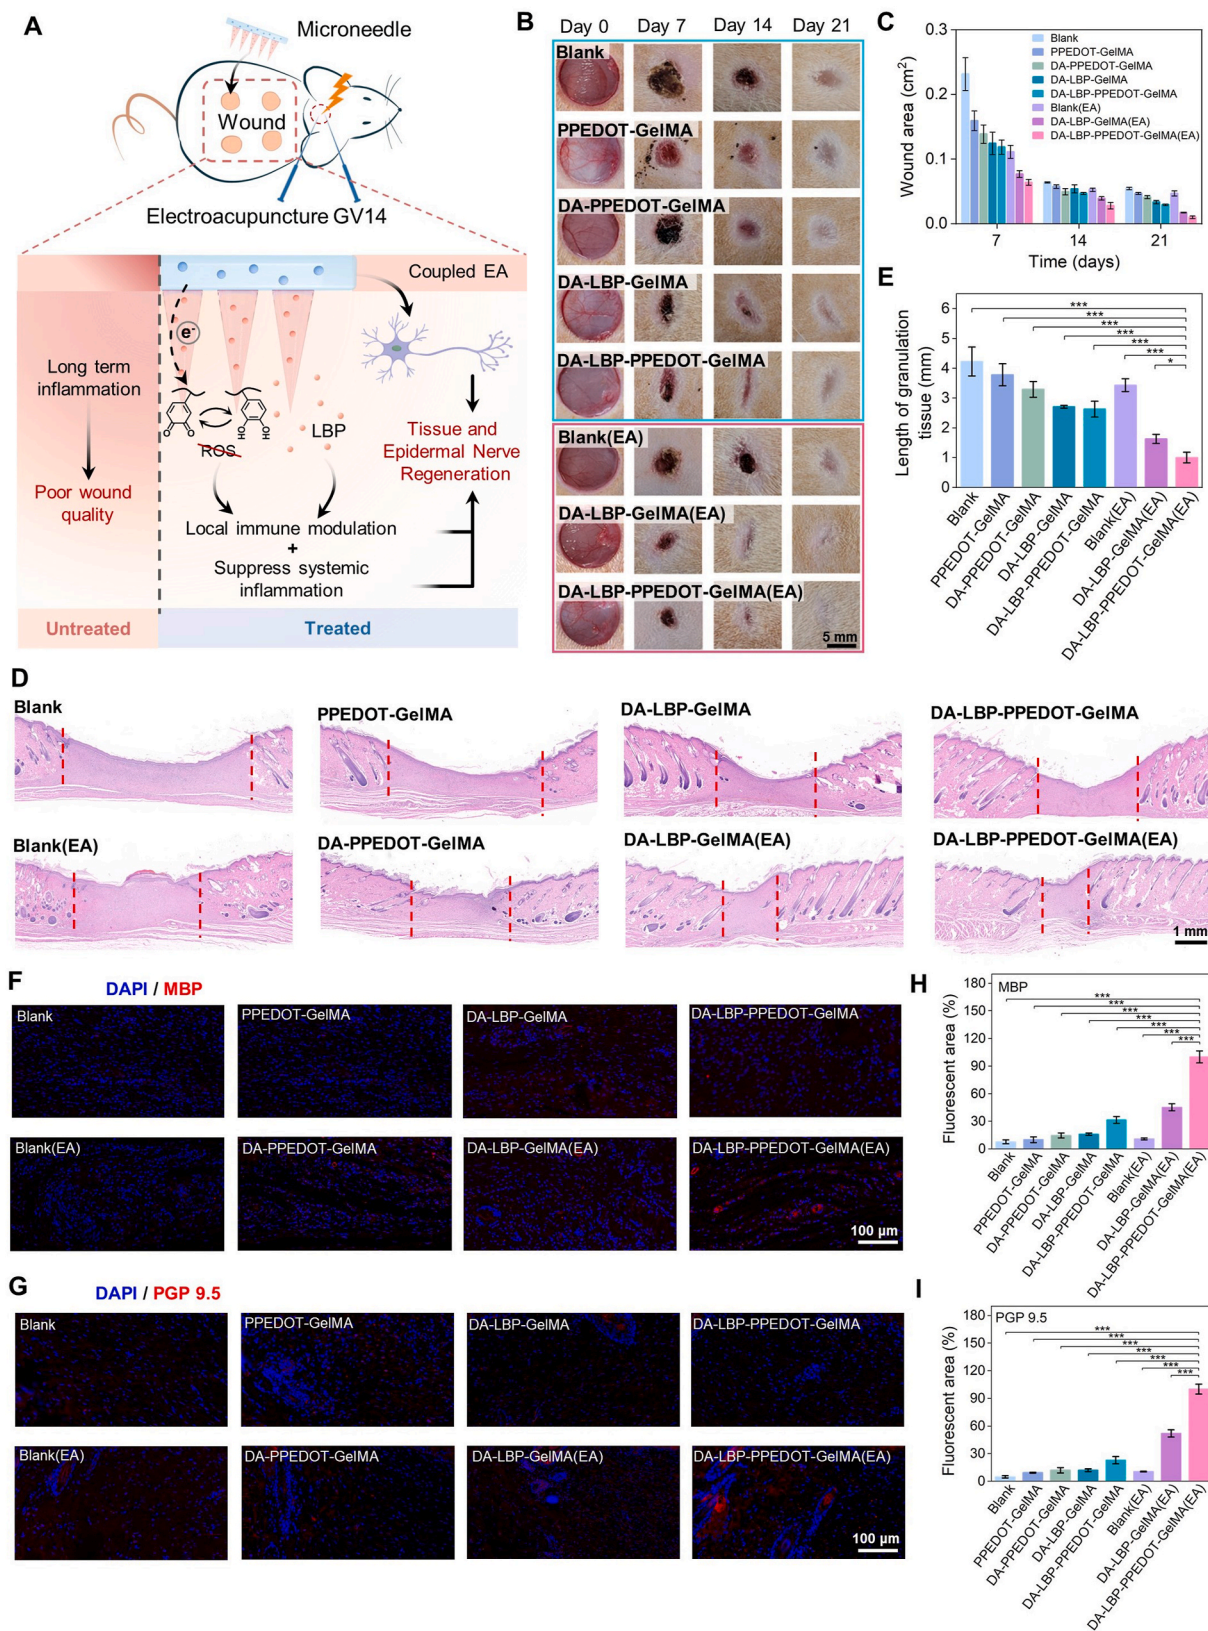 A
Microneedle
Wound
Electroacupuncture GV14
Coupled EA
e-
Long term
inflammation
LBP
ROS
O
O
OH
OH
Tissue and
Epidermal Nerve
Regeneration
Poor wound
quality
Local immune modulation
+
Suppress systemic
inflammation
Untreated
Treated
B
Day 0 Day 7 Day 14 Day 21
Blank
PPEDOT-GelMA
DA-PPEDOT-GelMA
DA-LBP-GelMA
DA-LBP-PPEDOT-GelMA
Blank(EA)
DA-LBP-GelMA(EA)
DA-LBP-PPEDOT-GelMA(EA)
5 mm
C
Wound area (cm²)
0.3
0.2
0.1
0.0
Blank
PPEDOT-GelMA
DA-PPEDOT-GelMA
DA-LBP-GelMA
DA-LBP-PPEDOT-GelMA
Blank(EA)
DA-LBP-GelMA(EA)
DA-LBP-PPEDOT-GelMA(EA)
7 14 21
Time (days)
E
Length of granulation
tissue (mm)
6
5
4
3
2
1
0
***
***
***
***
***
***
*
Blank
PPEDOT-GelMA
DA-PPEDOT-GelMA
DA-LBP-GelMA
DA-LBP-PPEDOT-GelMA
Blank(EA)
DA-LBP-GelMA(EA)
DA-LBP-PPEDOT-GelMA(EA)
D
Blank
PPEDOT-GelMA
DA-LBP-GelMA
DA-LBP-PPEDOT-GelMA
Blank(EA)
DA-PPEDOT-GelMA
DA-LBP-GelMA(EA)
DA-LBP-PPEDOT-GelMA(EA)
1 mm
F
DAPI / MBP
Blank
PPEDOT-GelMA
DA-LBP-GelMA
DA-LBP-PPEDOT-GelMA
Blank(EA)
DA-PPEDOT-GelMA
DA-LBP-GelMA(EA)
DA-LBP-PPEDOT-GelMA(EA)
100 µm
H
MBP
Fluorescent area (%)
180
150
120
90
60
30
0
***
***
***
***
***
***
***
Blank
PPEDOT-GelMA
DA-PPEDOT-GelMA
DA-LBP-GelMA
DA-LBP-PPEDOT-GelMA
Blank(EA)
DA-LBP-GelMA(EA)
DA-LBP-PPEDOT-GelMA(EA)
G
DAPI / PGP 9.5
Blank
PPEDOT-GelMA
DA-LBP-GelMA
DA-LBP-PPEDOT-GelMA
Blank(EA)
DA-PPEDOT-GelMA
DA-LBP-GelMA(EA)
DA-LBP-PPEDOT-GelMA(EA)
100 µm
I
PGP 9.5
Fluorescent area (%)
180
150
120
90
60
30
0
***
***
***
***
***
***
***
Blank
PPEDOT-GelMA
DA-PPEDOT-GelMA
DA-LBP-GelMA
DA-LBP-PPEDOT-GelMA
Blank(EA)
DA-LBP-GelMA(EA)
DA-LBP-PPEDOT-GelMA(EA)